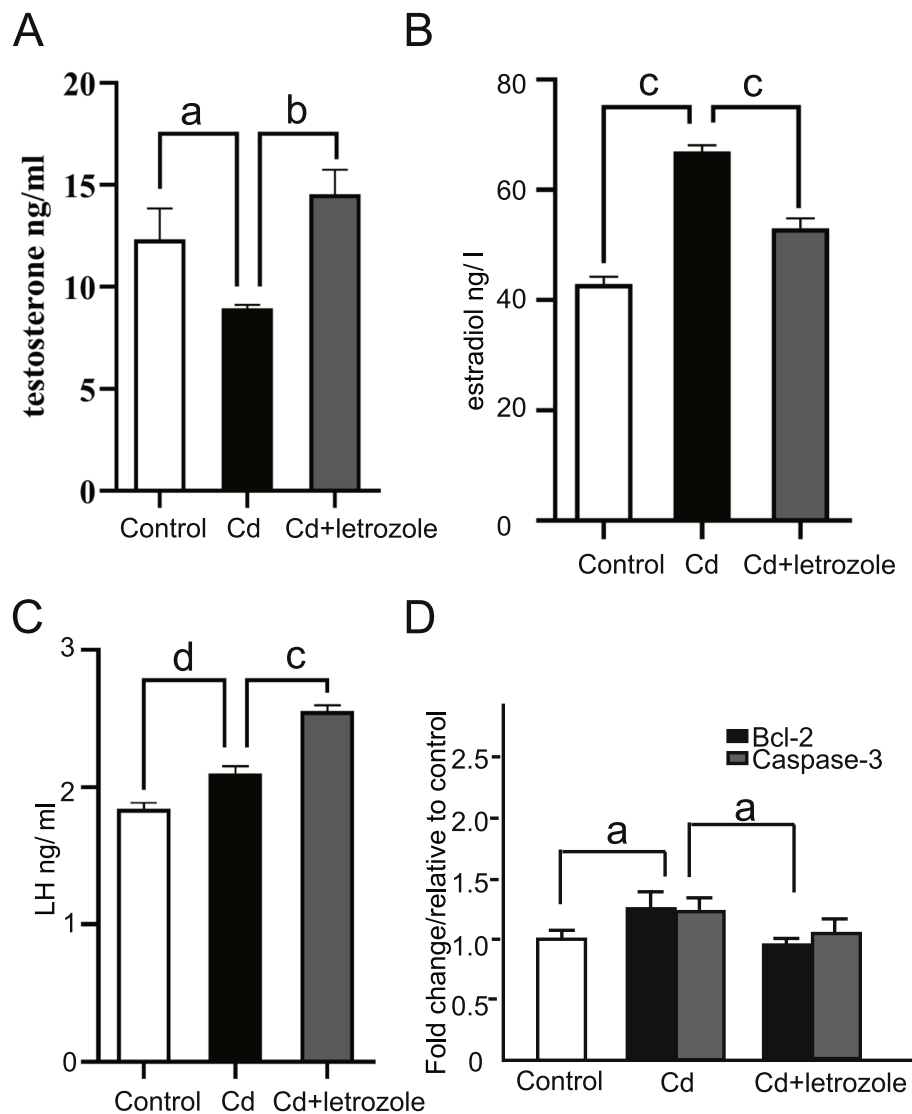 A
testosterone ng/ml
20
15
10
5
0
a
b
Control
Cd
Cd+letrozole
B
estradiol ng/ l
80
60
40
20
0
c
c
Control
Cd
Cd+letrozole
C
LH ng/ ml
3
2
1
0
d
c
Control
Cd
Cd+letrozole
D
Fold change/relative to control
2.5
2.0
1.5
1.0
0.5
0
Bcl-2
Caspase-3
a
a
Control
Cd
Cd+letrozole